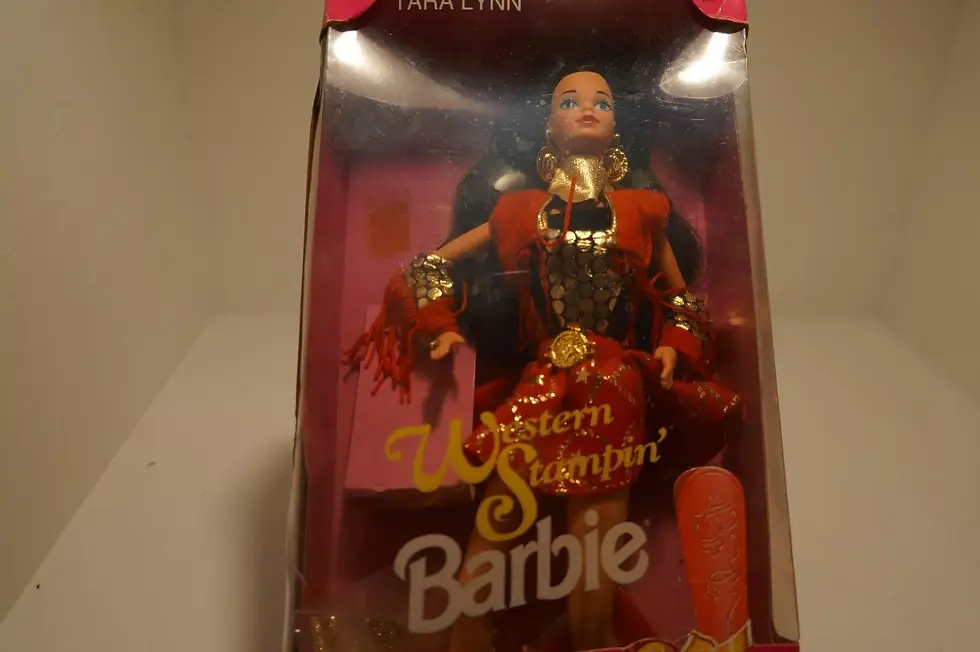 TARA LYNN
Western
Stampin'
Barbie